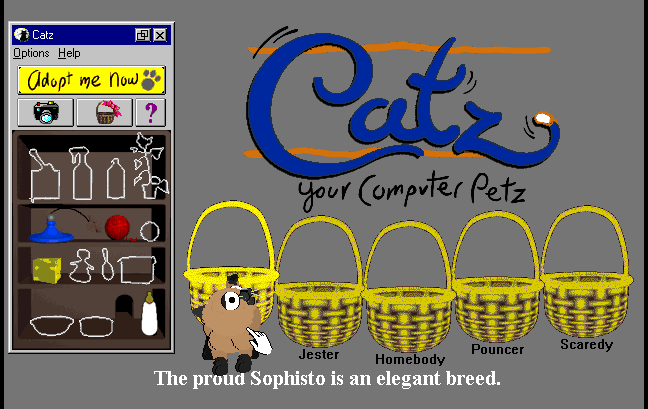 Catz
Options Help
Adopt me Now
?
Catz
your Computer Petz
Jester
Homebody
Pouncer
Scaredy
The proud Sophisto is an elegant breed.